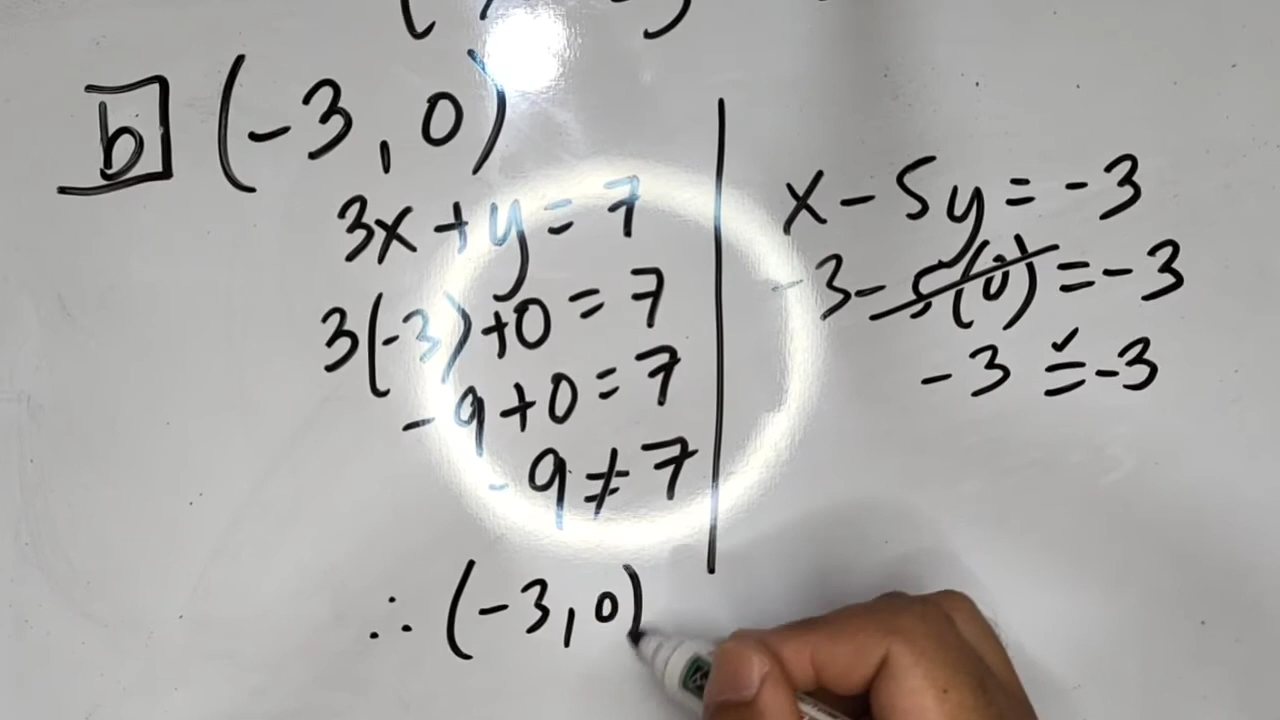 b (-3, 0)
3x + y = 7
3(-3) + 0 = 7
-9 + 0 = 7
-9 ≠ 7
x - 5y = -3
-3 - 5(0) = -3
-3 = -3 ✓
∴ (-3, 0)